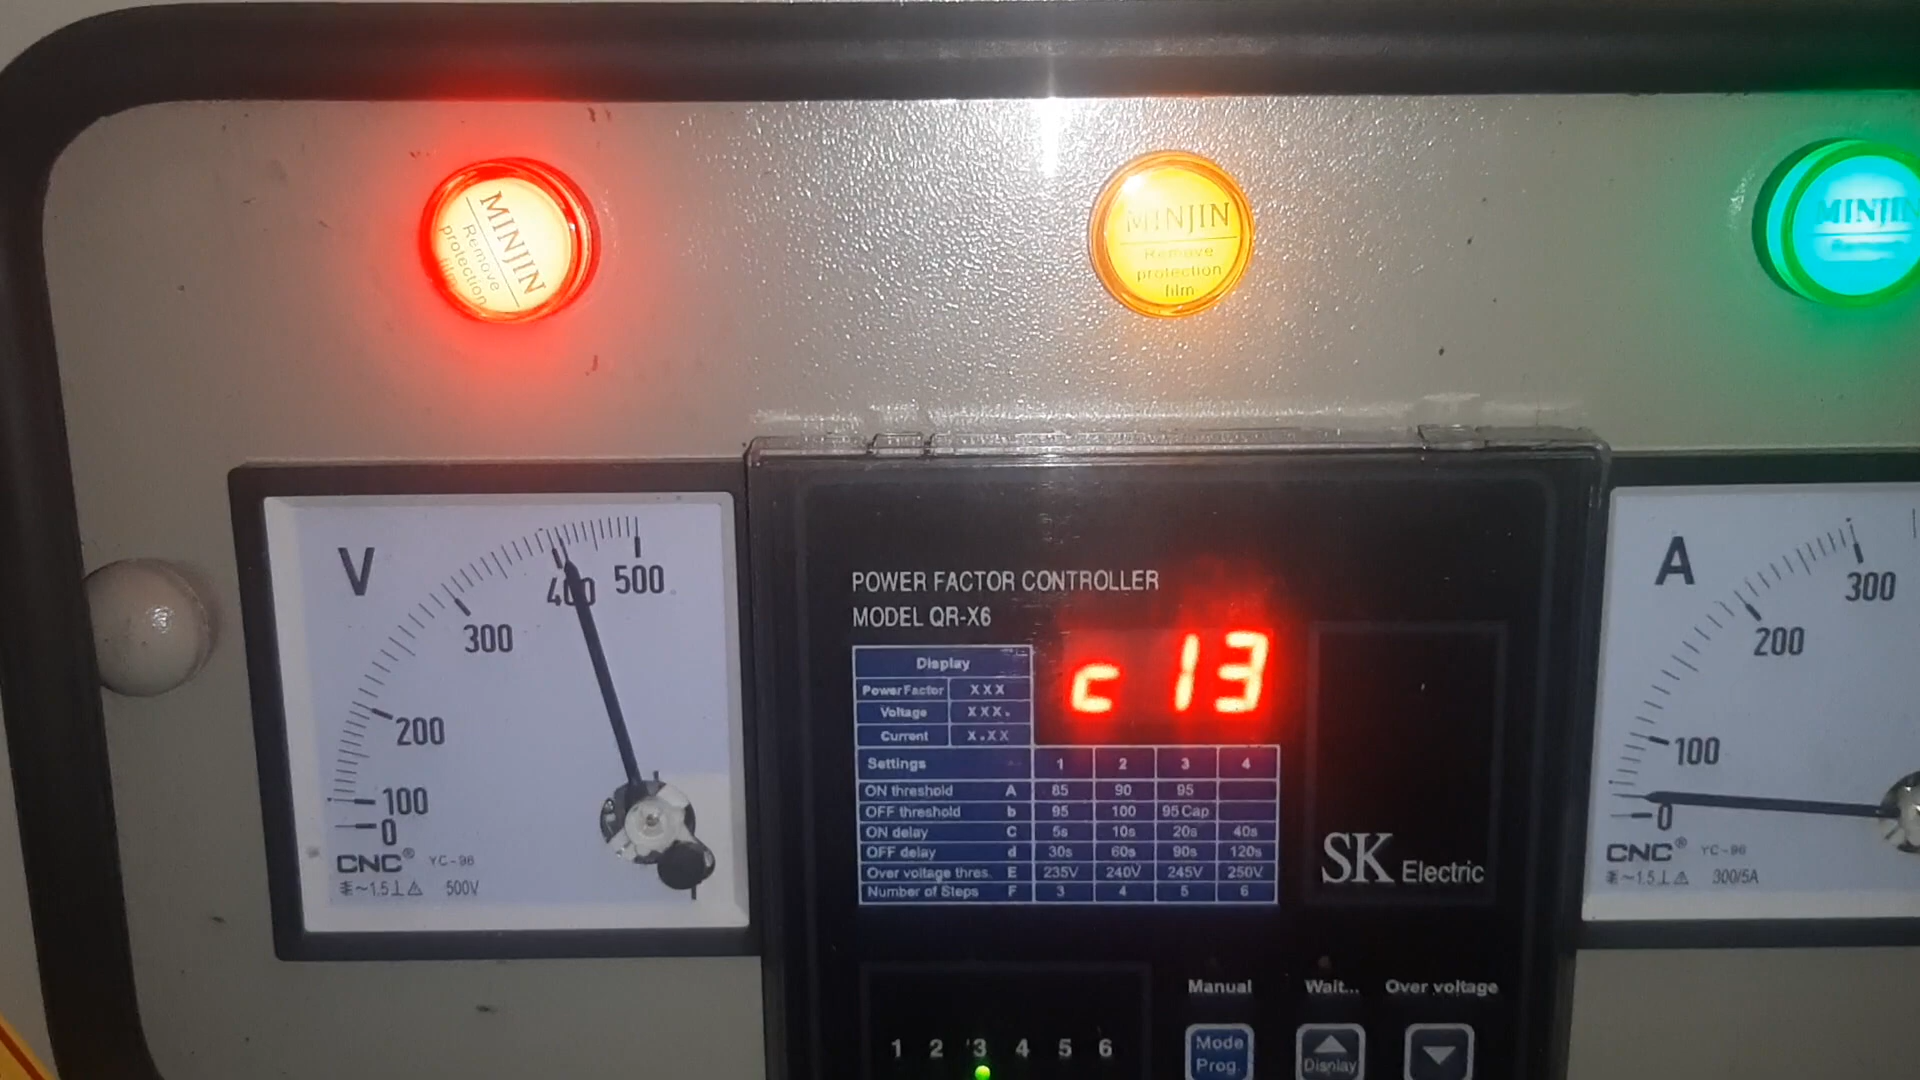 MINJIN
Remove
protection
film
MINJIN
Remove
protection
film
MINJIN
V
500
400
300
200
100
0
CNC® YC-96
~1.5⊥⚠ 500V
POWER FACTOR CONTROLLER
MODEL QR-X6
c 13
Display
Power Factor XXX
Voltage XXX.
Current X.XX
Settings 1 2 3 4
ON threshold A 85 90 95
OFF threshold b 95 100 95 Cap
ON delay C 5s 10s 20s 40s
OFF delay d 30s 60s 90s 120s
Over voltage thres. E 235V 240V 245V 250V
Number of Steps F 3 4 5 6
SK Electric
Manual Wait... Over voltage
1 2 3 4 5 6
Mode
Prog.
Display
A
300
200
100
0
CNC® YC-96
~1.5⊥⚠ 300/5A